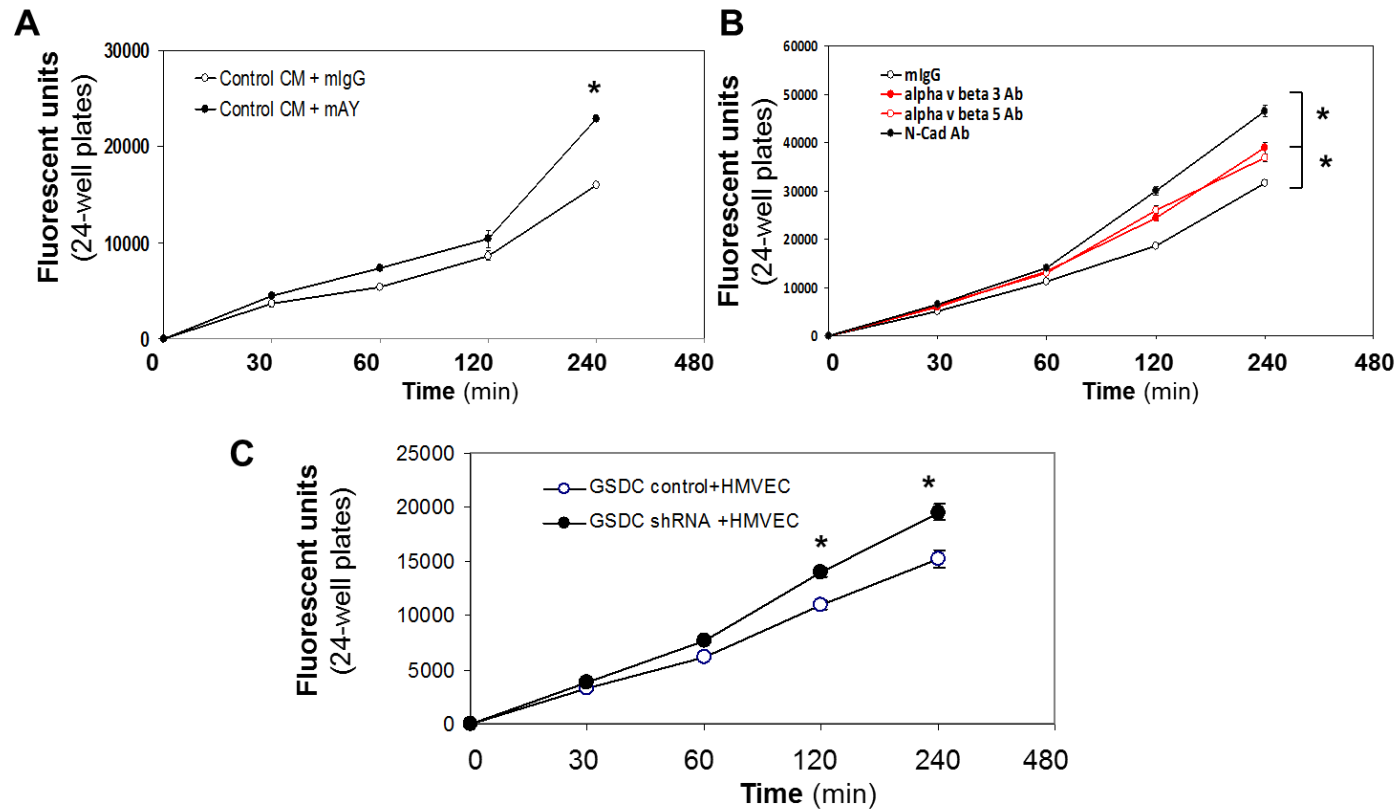 A
Fluorescent units
(24-well plates)
30000
20000
10000
0
Control CM + mIgG
Control CM + mAY
*
0 30 60 120 240 480
Time (min)
B
Fluorescent units
(24-well plates)
60000
50000
40000
30000
20000
10000
0
mIgG
alpha v beta 3 Ab
alpha v beta 5 Ab
N-Cad Ab
*
*
0 30 60 120 240 480
Time (min)
C
Fluorescent units
(24-well plates)
25000
20000
15000
10000
5000
0
GSDC control+HMVEC
GSDC shRNA +HMVEC
*
*
0 30 60 120 240 480
Time (min)